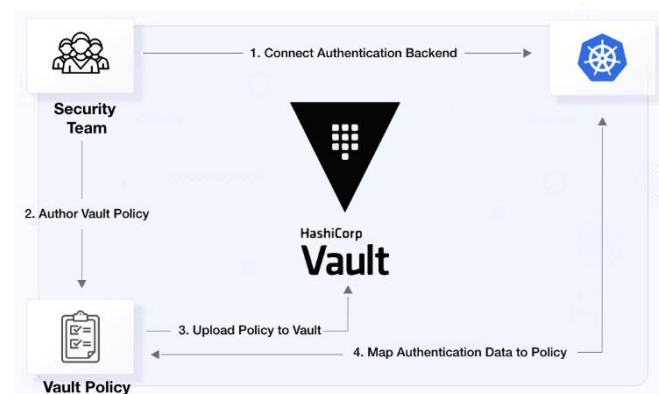 1. Connect Authentication Backend
Security
Team
2. Author Vault Policy
HashiCorp
Vault
3. Upload Policy to Vault
4. Map Authentication Data to Policy
Vault Policy